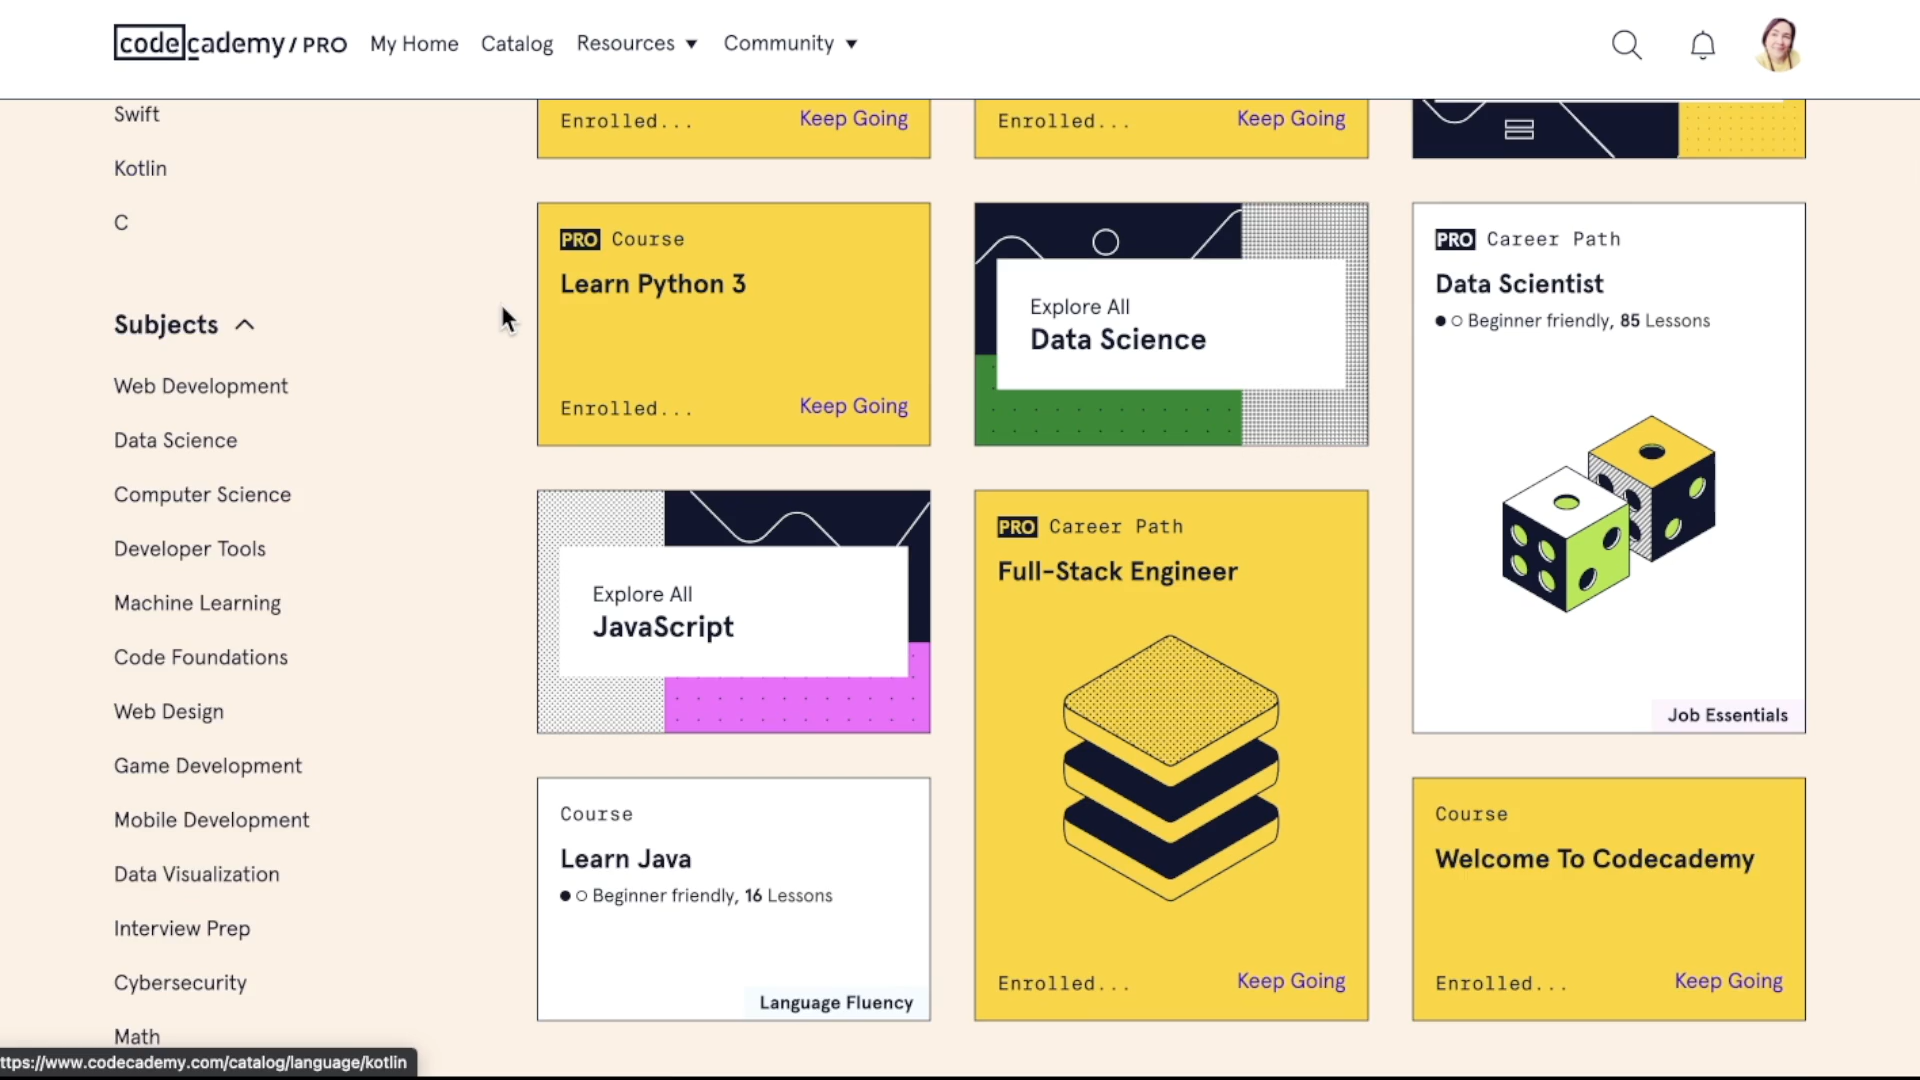 codecademy/PRO My Home Catalog Resources ▼ Community ▼
Swift
Kotlin
C
Subjects
Web Development
Data Science
Computer Science
Developer Tools
Machine Learning
Code Foundations
Web Design
Game Development
Mobile Development
Data Visualization
Interview Prep
Cybersecurity
Math
Enrolled... Keep Going
Enrolled... Keep Going
PRO Course
Learn Python 3
Enrolled... Keep Going
Explore All
Data Science
PRO Career Path
Data Scientist
Beginner friendly, 85 Lessons
Job Essentials
Explore All
JavaScript
PRO Career Path
Full-Stack Engineer
Enrolled... Keep Going
Course
Learn Java
Beginner friendly, 16 Lessons
Language Fluency
Course
Welcome To Codecademy
Enrolled... Keep Going
ttps://www.codecademy.com/catalog/language/kotlin